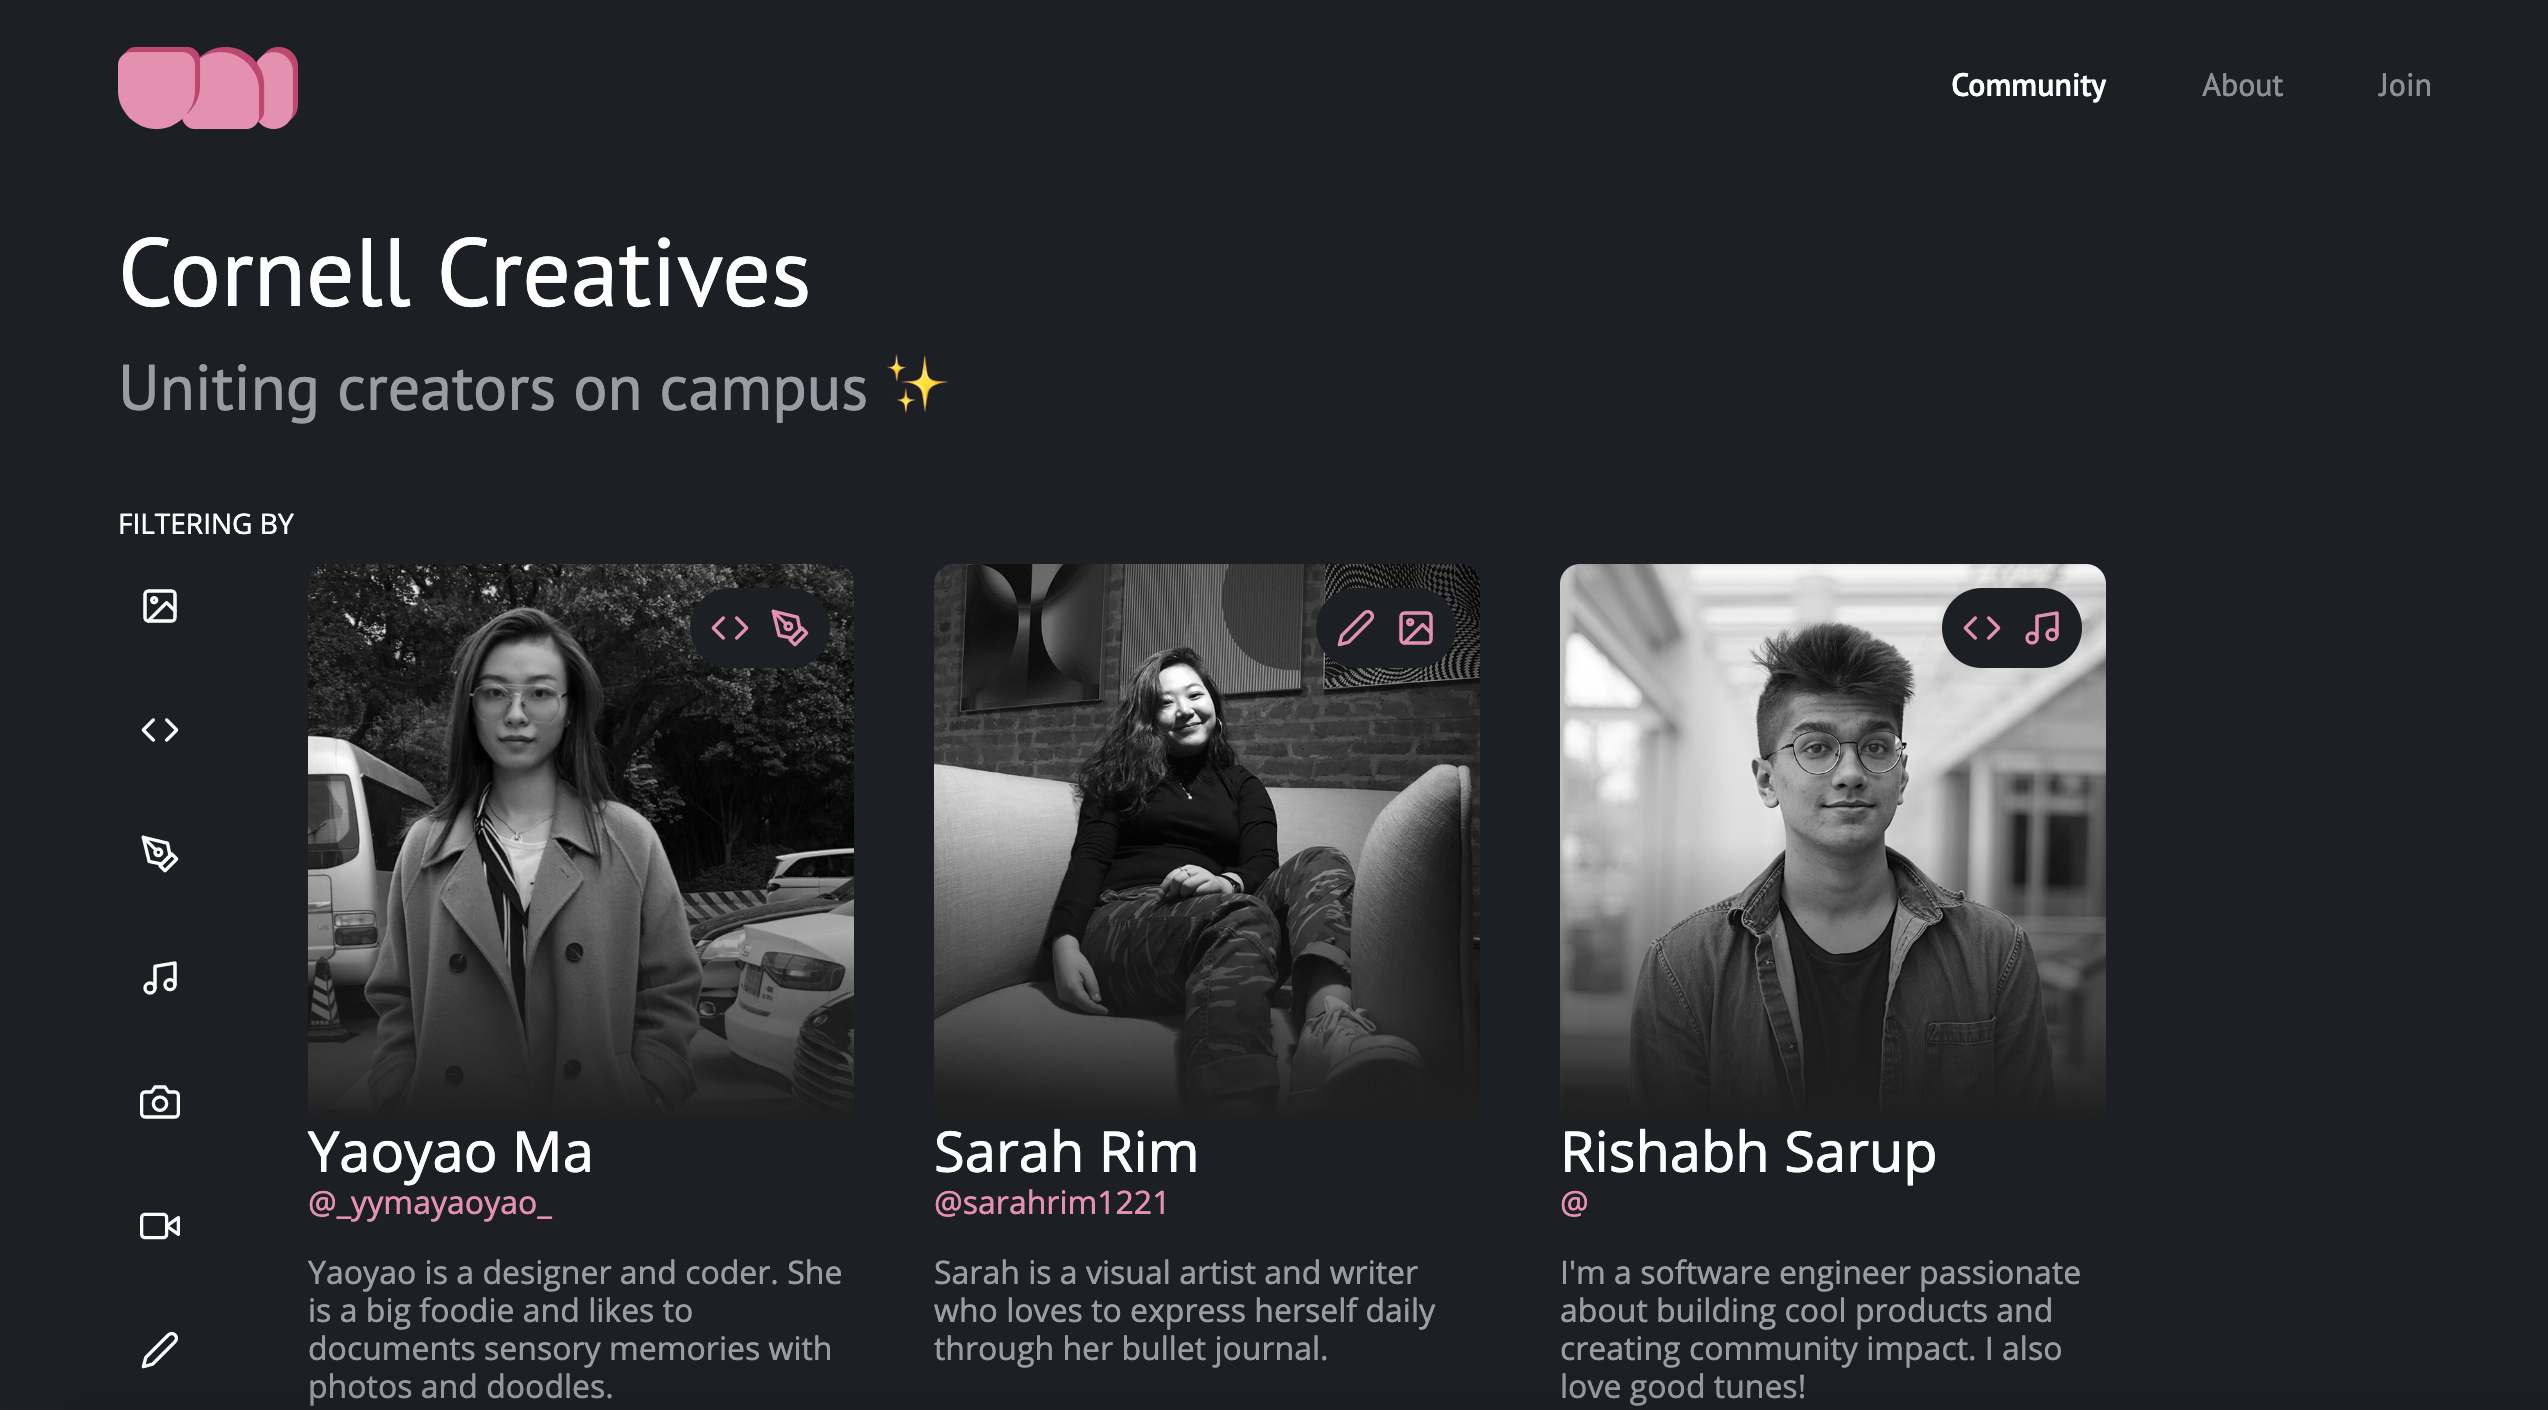 uni
Community About Join
Cornell Creatives
Uniting creators on campus ✨
FILTERING BY
Yaoyao Ma
@_yymayaoyao_
Yaoyao is a designer and coder. She
is a big foodie and likes to
documents sensory memories with
photos and doodles.
Sarah Rim
@sarahrim1221
Sarah is a visual artist and writer
who loves to express herself daily
through her bullet journal.
Rishabh Sarup
@
I'm a software engineer passionate
about building cool products and
creating community impact. I also
love good tunes!